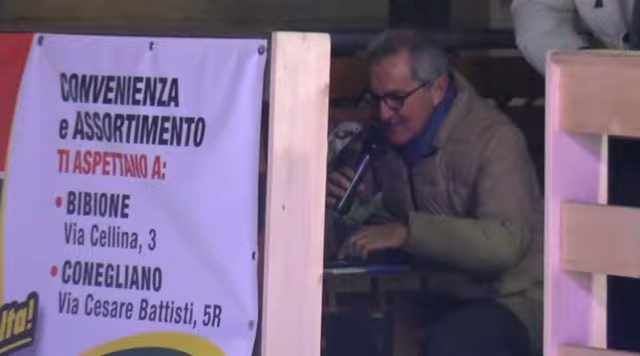 CONVENIENZA
e ASSORTIMENTO
TI ASPETTANO A:
• BIBIONE
Via Cellina, 3
• CONEGLIANO
Via Cesare Battisti, 5R